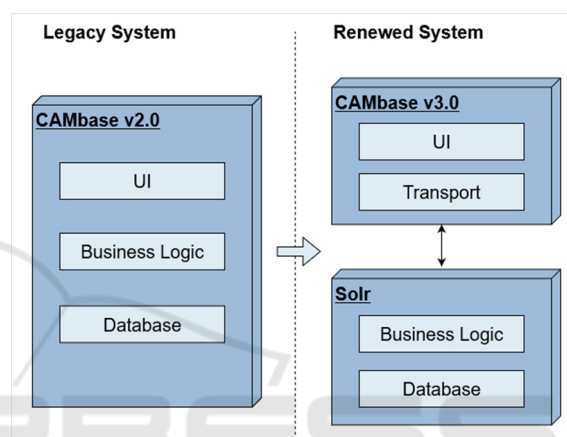 Legacy System
Renewed System
CAMbase v2.0
UI
Business Logic
Database
CAMbase v3.0
UI
Transport
Solr
Business Logic
Database